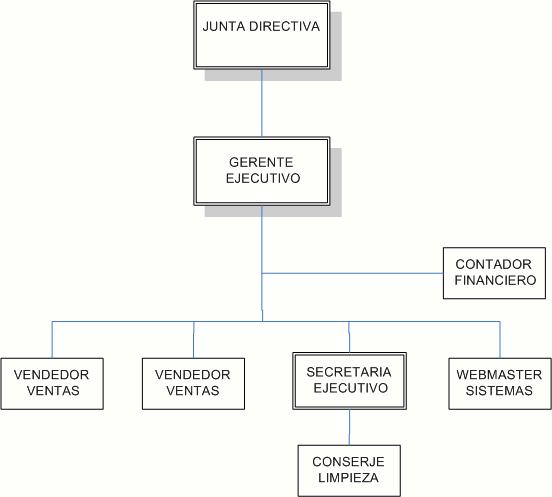 JUNTA DIRECTIVA
GERENTE
EJECUTIVO
CONTADOR
FINANCIERO
VENDEDOR
VENTAS
VENDEDOR
VENTAS
SECRETARIA
EJECUTIVO
WEBMASTER
SISTEMAS
CONSERJE
LIMPIEZA